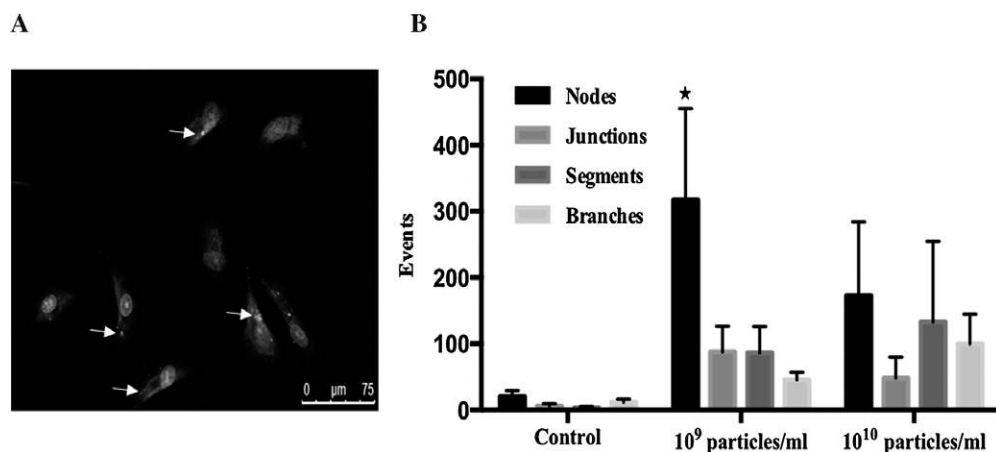 A
B
0 µm 75
500
400
300
200
100
0
Events
★
Nodes
Junctions
Segments
Branches
Control
10⁹ particles/ml
10¹⁰ particles/ml